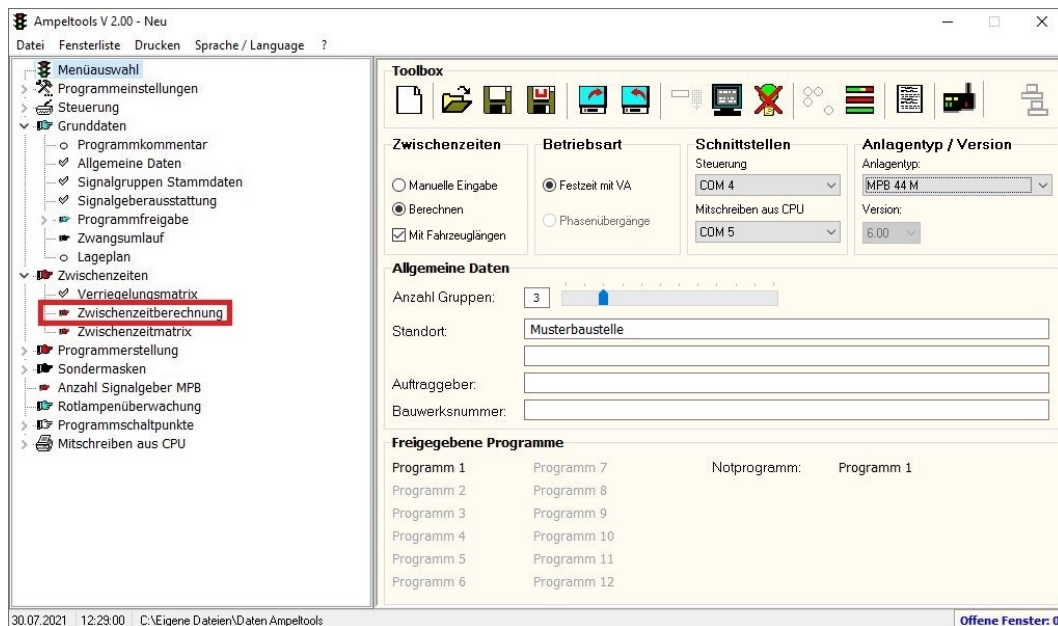 Ampeltools V 2.00 - Neu
Datei Fensterliste Drucken Sprache / Language ?
Menüauswahl
Programmeinstellungen
Steuerung
Grunddaten
Programmkommentar
Allgemeine Daten
Signalgruppen Stammdaten
Signalgeberausstattung
Programmfreigabe
Zwangsumlauf
Lageplan
Zwischenzeiten
Verriegelungsmatrix
Zwischenzeitberechnung
Zwischenzeitmatrix
Programmerstellung
Sondermasken
Anzahl Signalgeber MPB
Rotlampenüberwachung
Programmschaltpunkte
Mitschreiben aus CPU
Toolbox
Zwischenzeiten
Manuelle Eingabe
Berechnen
Mit Fahrzeuglängen
Betriebsart
Festzeit mit VA
Phasenübergänge
Schnittstellen
Steuerung
COM 4
Mitschreiben aus CPU
COM 5
Anlagentyp / Version
Anlagentyp:
MPB 44 M
Version:
6.00
Allgemeine Daten
Anzahl Gruppen: 3
Standort: Musterbaustelle
Auftraggeber:
Bauwerksnummer:
Freigegebene Programme
Programm 1 Programm 7 Notprogramm: Programm 1
Programm 2 Programm 8
Programm 3 Programm 9
Programm 4 Programm 10
Programm 5 Programm 11
Programm 6 Programm 12
30.07.2021 12:29:00 C:\Eigene Dateien\Daten Ampeltools Offene Fenster: 0